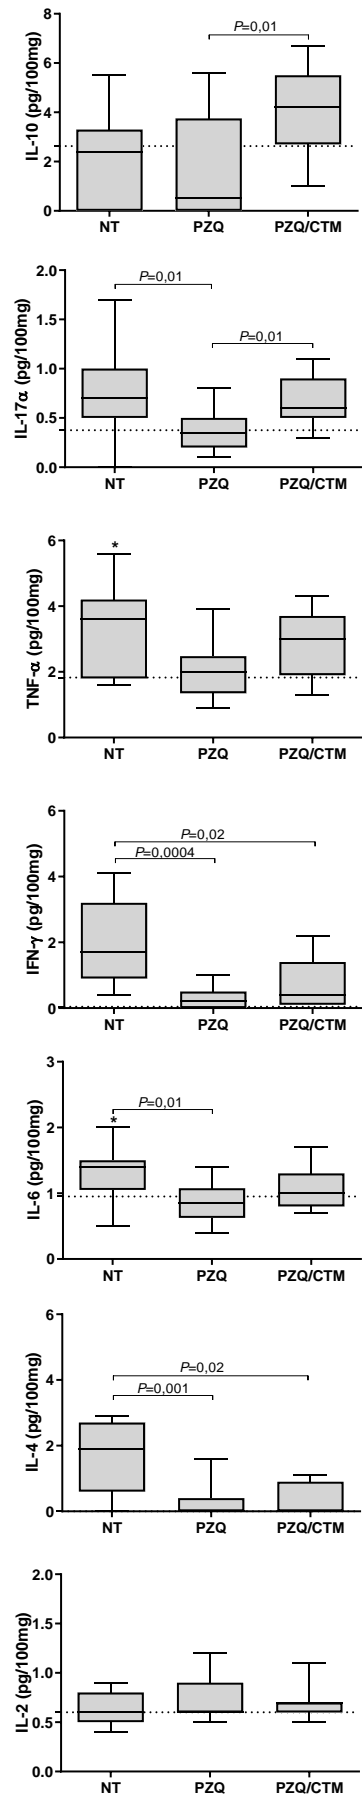 IL-10 (pg/100mg)
P=0,01
8
6
4
2
0
NT PZQ PZQ/CTM
IL-17α (pg/100mg)
P=0,01
P=0,01
2.0
1.5
1.0
0.5
0.0
NT PZQ PZQ/CTM
TNF-α (pg/100mg)
*
6
4
2
0
NT PZQ PZQ/CTM
IFN-γ (pg/100mg)
P=0,02
P=0,0004
6
4
2
0
NT PZQ PZQ/CTM
IL-6 (pg/100mg)
P=0,01
*
3
2
1
0
NT PZQ PZQ/CTM
IL-4 (pg/100mg)
P=0,02
P=0,001
6
4
2
0
NT PZQ PZQ/CTM
IL-2 (pg/100mg)
2.0
1.5
1.0
0.5
0.0
NT PZQ PZQ/CTM